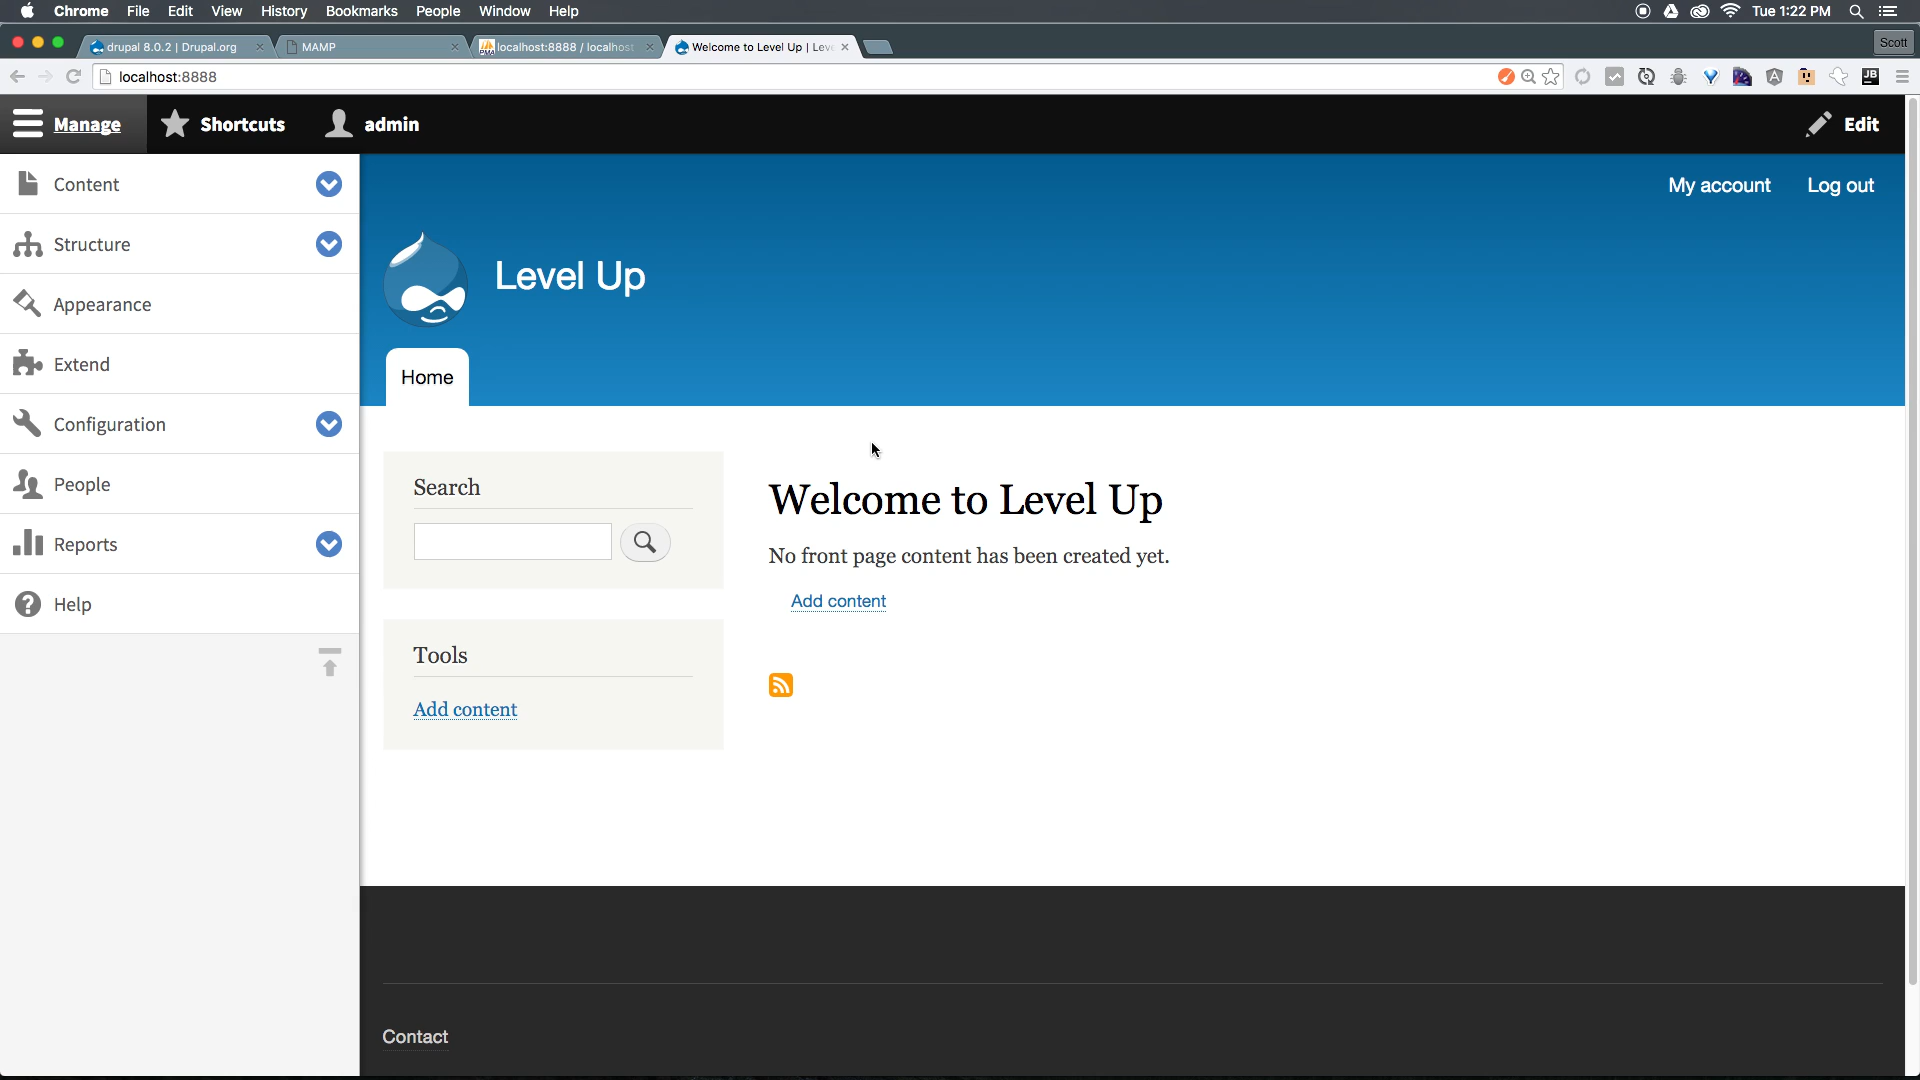 Chrome File Edit View History Bookmarks People Window Help Tue 1:22 PM
drupal 8.0.2 | Drupal.org MAMP localhost:8888 / localhost Welcome to Level Up | Lev Scott
localhost:8888 JB
Manage Shortcuts admin Edit
Content
Structure
Appearance
Extend
Configuration
People
Reports
Help
My account Log out
Level Up
Home
Search
Tools
Add content
Welcome to Level Up
No front page content has been created yet.
Add content
Contact